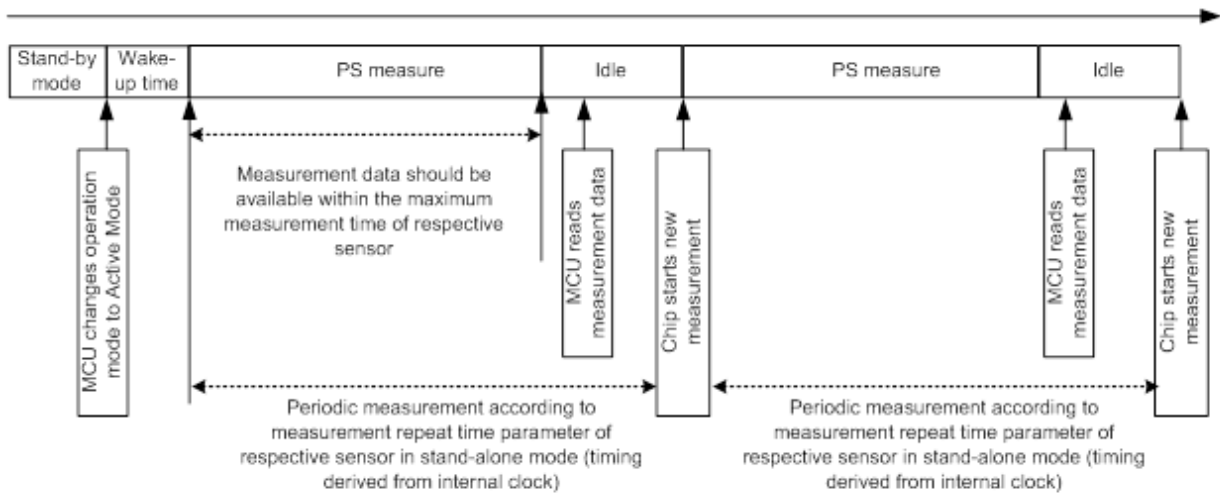 Stand-by
mode
Wake-
up time
PS measure
Idle
PS measure
Idle
Measurement data should be
available within the maximum
measurement time of respective
sensor
MCU changes operation
mode to Active Mode
MCU reads
measurement data
Chip starts new
measurement
MCU reads
measurement data
Chip starts new
measurement
Periodic measurement according to
measurement repeat time parameter of
respective sensor in stand-alone mode (timing
derived from internal clock)
Periodic measurement according to
measurement repeat time parameter of
respective sensor in stand-alone mode (timing
derived from internal clock)